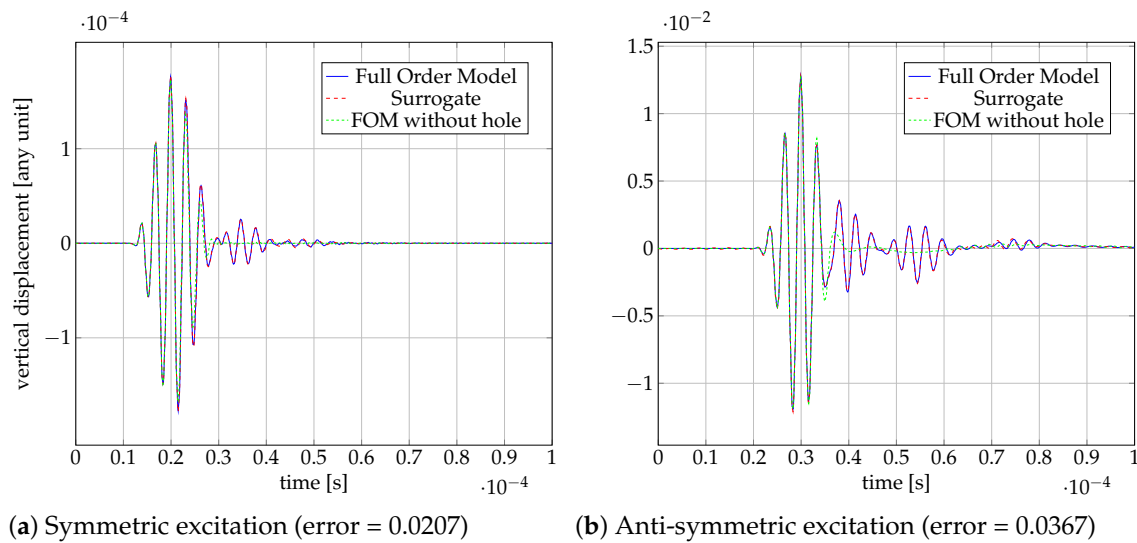 ·10⁻⁴
1
0
−1
vertical displacement [any unit]
Full Order Model
Surrogate
FOM without hole
0 0.1 0.2 0.3 0.4 0.5 0.6 0.7 0.8 0.9 1
time [s]
·10⁻⁴
(a) Symmetric excitation (error = 0.0207)
·10⁻²
1.5
1
0.5
0
−0.5
−1
Full Order Model
Surrogate
FOM without hole
0 0.1 0.2 0.3 0.4 0.5 0.6 0.7 0.8 0.9 1
time [s]
·10⁻⁴
(b) Anti-symmetric excitation (error = 0.0367)